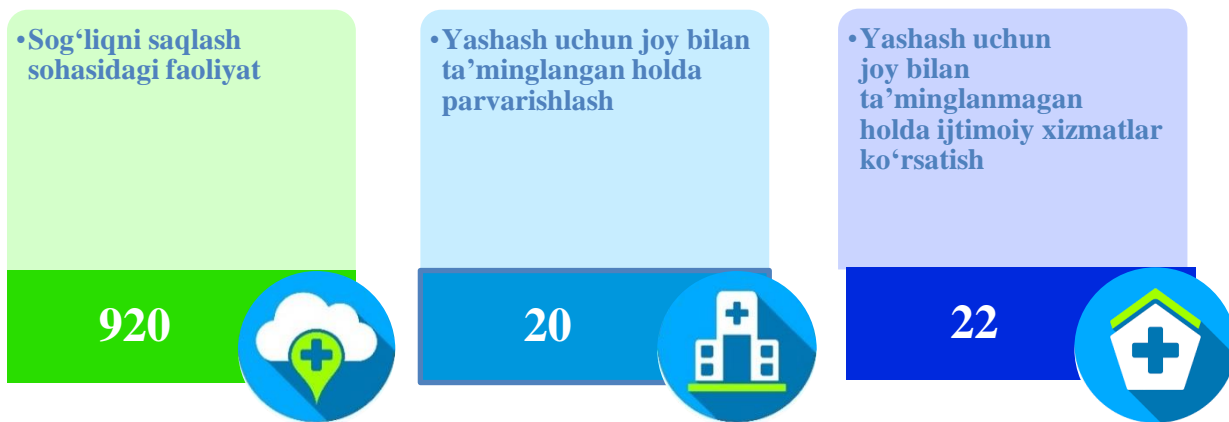 •Sog‘liqni saqlash
sohasidagi faoliyat
920
•Yashash uchun joy bilan
ta’minglangan holda
parvarishlash
20
•Yashash uchun
joy bilan
ta’minglanmagan
holda ijtimoiy xizmatlar
ko‘rsatish
22